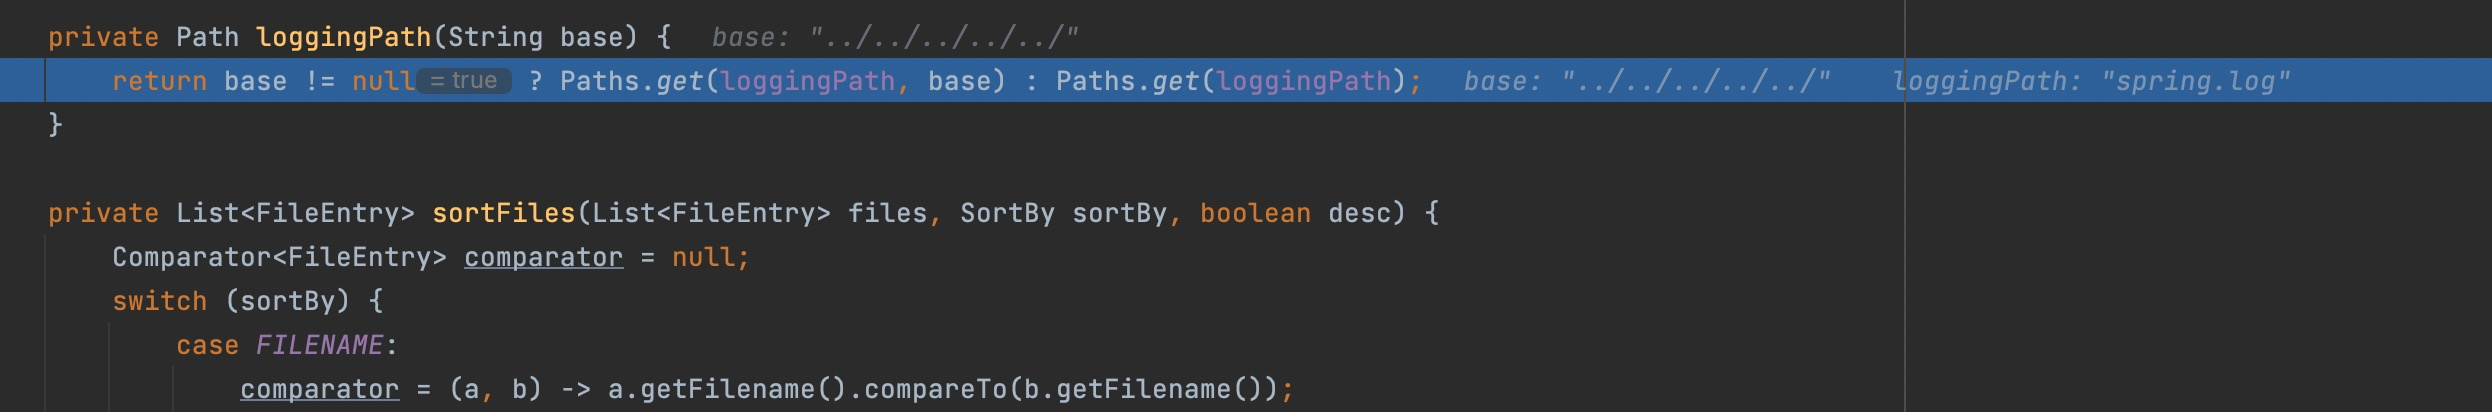 private Path loggingPath(String base) {   base: "../../../../../"
return base != null = true ? Paths.get(loggingPath, base) : Paths.get(loggingPath);   base: "../../../../../"    loggingPath: "spring.log"
}
private List<FileEntry> sortFiles(List<FileEntry> files, SortBy sortBy, boolean desc) {
Comparator<FileEntry> comparator = null;
switch (sortBy) {
case FILENAME:
comparator = (a, b) -> a.getFilename().compareTo(b.getFilename());